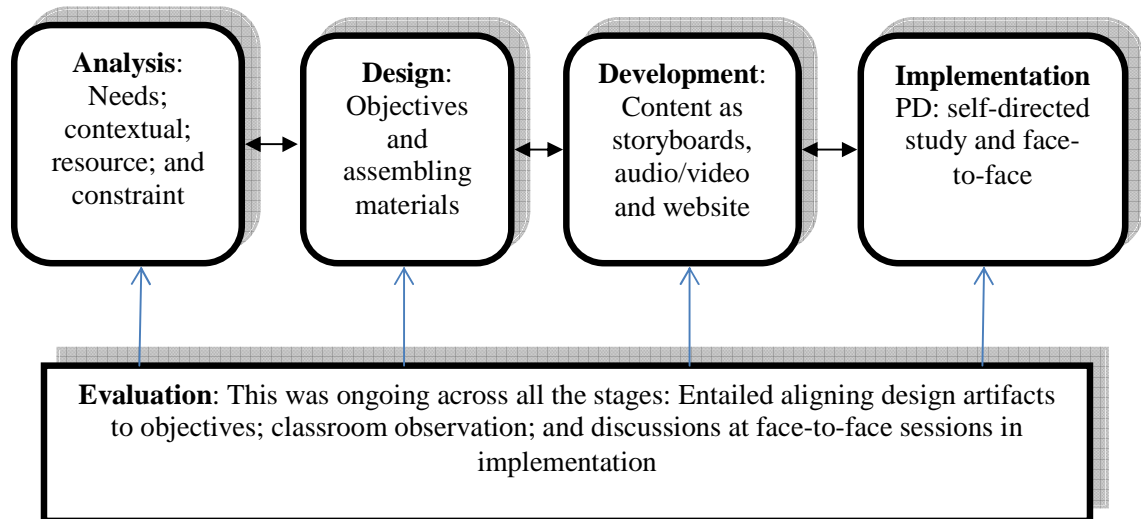 Analysis:
Needs;
contextual;
resource; and
constraint
Design:
Objectives
and
assembling
materials
Development:
Content as
storyboards,
audio/video
and website
Implementation
PD: self-directed
study and face-
to-face
Evaluation: This was ongoing across all the stages: Entailed aligning design artifacts
to objectives; classroom observation; and discussions at face-to-face sessions in
implementation